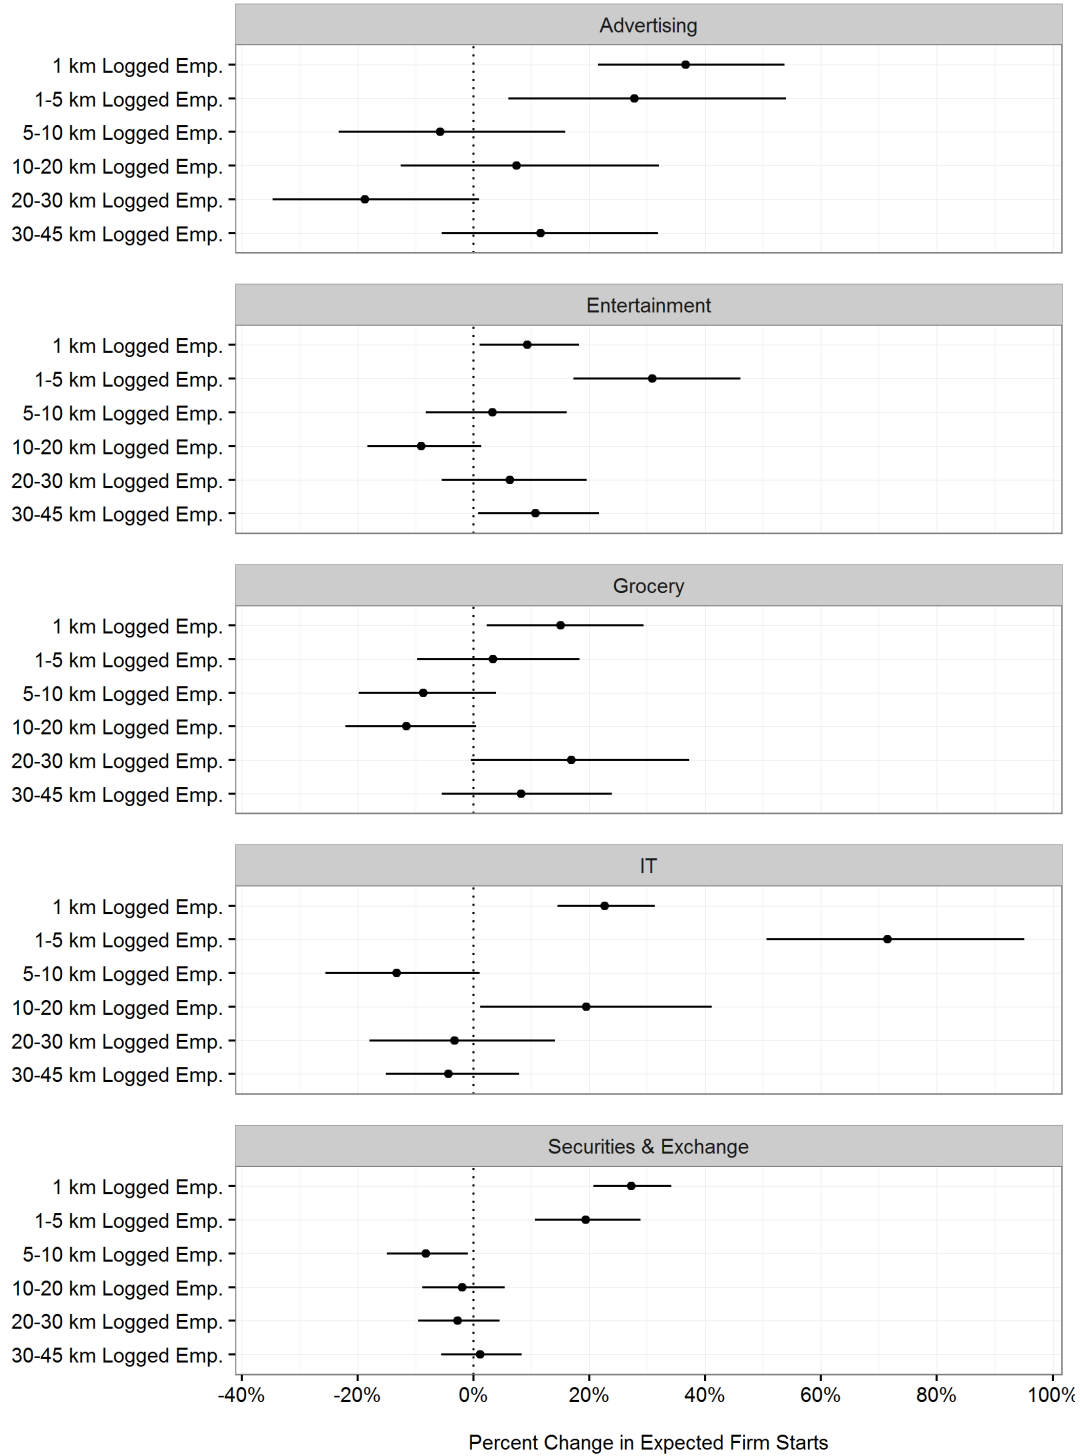 Advertising
1 km Logged Emp.
1-5 km Logged Emp.
5-10 km Logged Emp.
10-20 km Logged Emp.
20-30 km Logged Emp.
30-45 km Logged Emp.
Entertainment
1 km Logged Emp.
1-5 km Logged Emp.
5-10 km Logged Emp.
10-20 km Logged Emp.
20-30 km Logged Emp.
30-45 km Logged Emp.
Grocery
1 km Logged Emp.
1-5 km Logged Emp.
5-10 km Logged Emp.
10-20 km Logged Emp.
20-30 km Logged Emp.
30-45 km Logged Emp.
IT
1 km Logged Emp.
1-5 km Logged Emp.
5-10 km Logged Emp.
10-20 km Logged Emp.
20-30 km Logged Emp.
30-45 km Logged Emp.
Securities & Exchange
1 km Logged Emp.
1-5 km Logged Emp.
5-10 km Logged Emp.
10-20 km Logged Emp.
20-30 km Logged Emp.
30-45 km Logged Emp.
-40% -20% 0% 20% 40% 60% 80% 100%
Percent Change in Expected Firm Starts